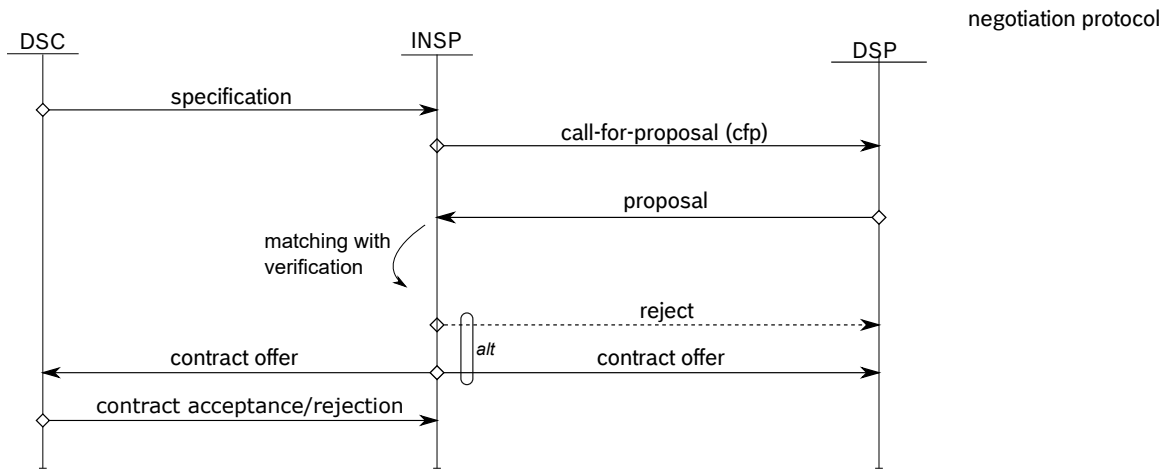 negotiation protocol
DSC
INSP
DSP
specification
call-for-proposal (cfp)
proposal
matching with
verification
reject
alt
contract offer
contract offer
contract acceptance/rejection